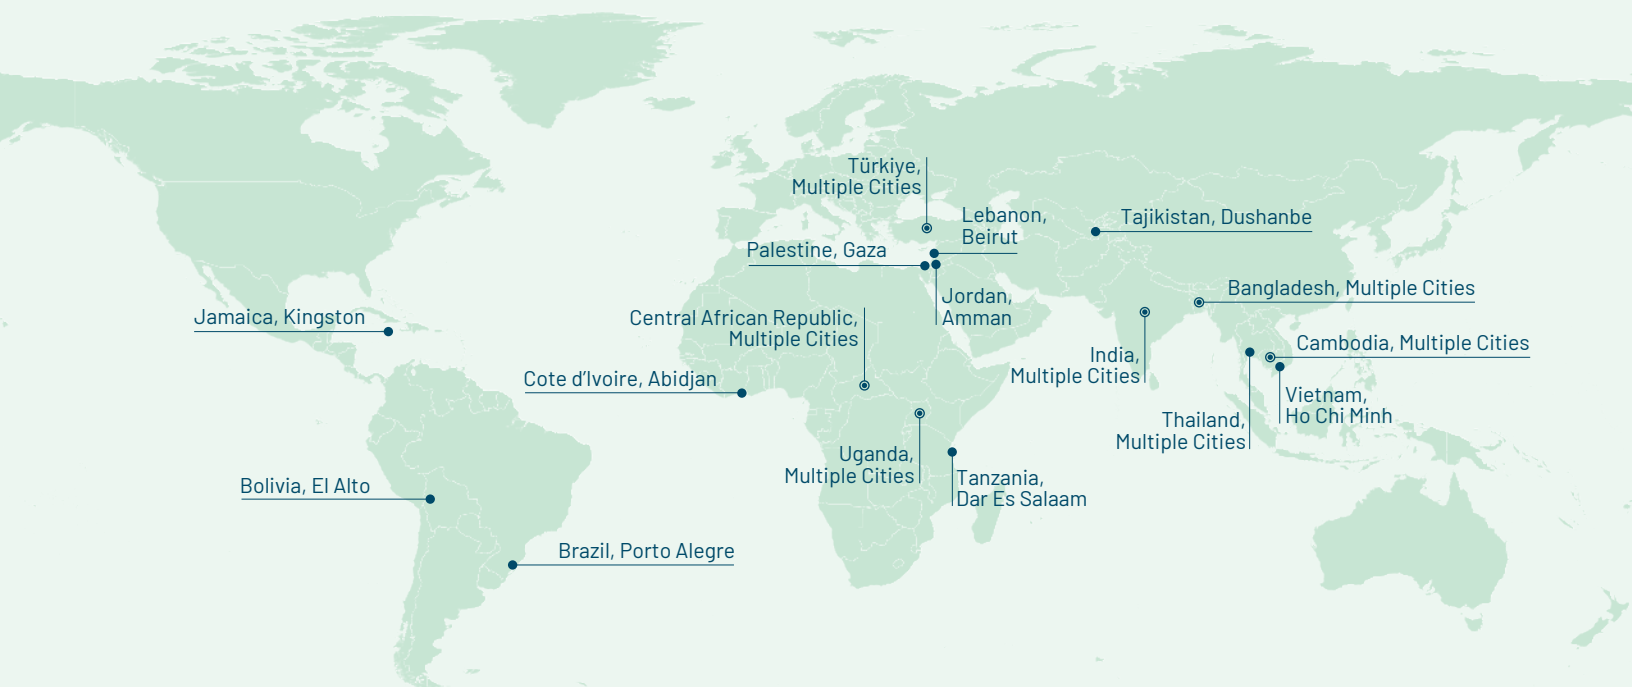 Türkiye,
Multiple Cities
Lebanon,
Beirut
Tajikistan, Dushanbe
Palestine, Gaza
Jordan,
Amman
Bangladesh, Multiple Cities
Jamaica, Kingston
Central African Republic,
Multiple Cities
Cambodia, Multiple Cities
India,
Multiple Cities
Cote d’Ivoire, Abidjan
Vietnam,
Ho Chi Minh
Thailand,
Multiple Cities
Uganda,
Multiple Cities
Tanzania,
Dar Es Salaam
Bolivia, El Alto
Brazil, Porto Alegre